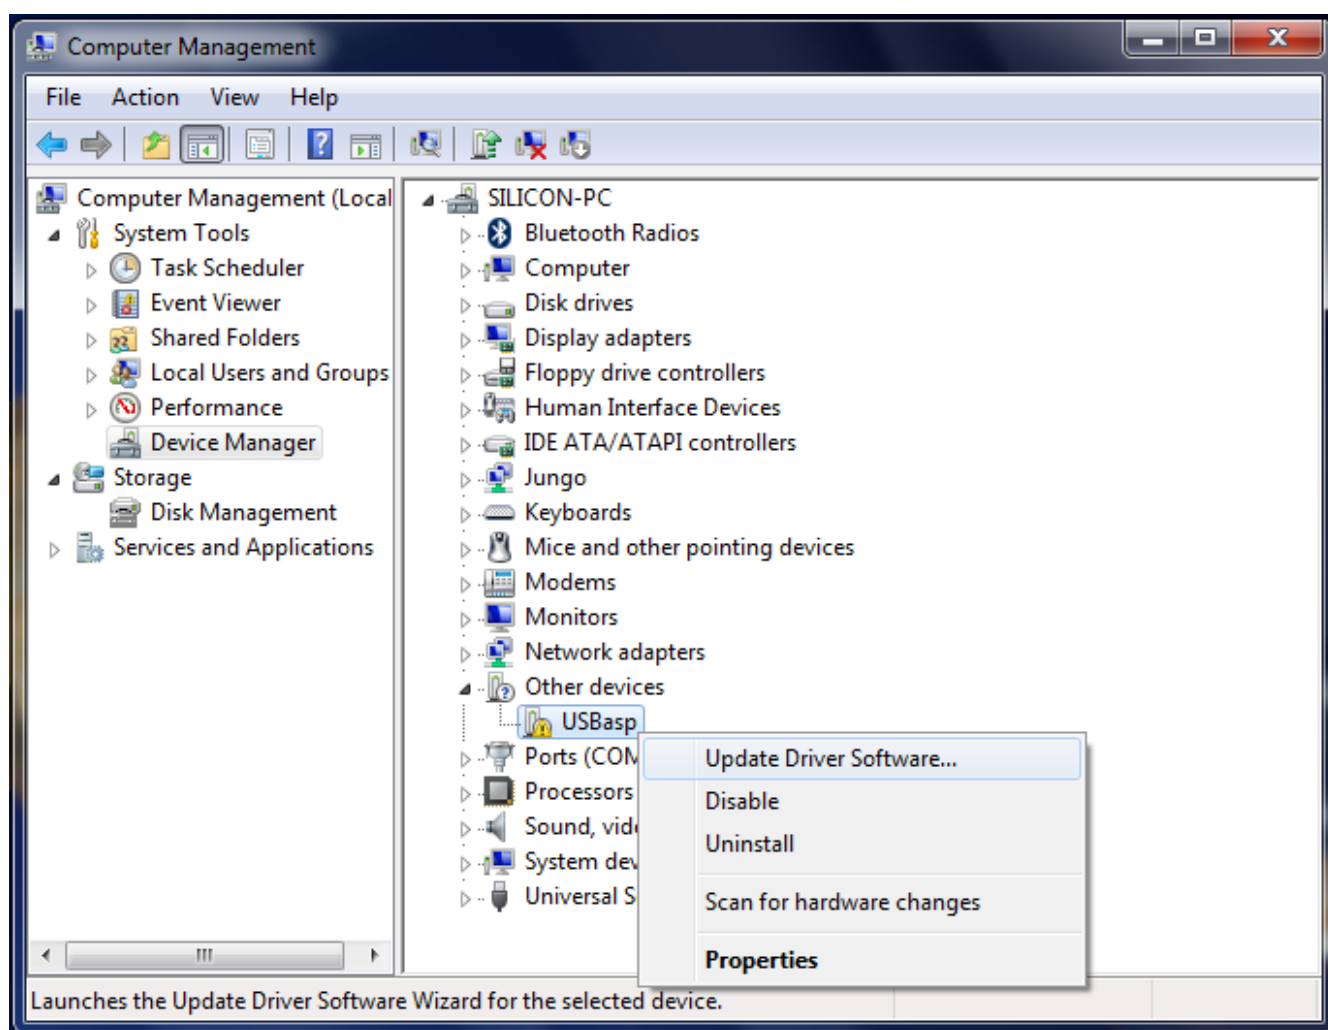 Computer Management
File Action View Help
Computer Management (Local
System Tools
Task Scheduler
Event Viewer
Shared Folders
Local Users and Groups
Performance
Device Manager
Storage
Disk Management
Services and Applications
SILICON-PC
Bluetooth Radios
Computer
Disk drives
Display adapters
Floppy drive controllers
Human Interface Devices
IDE ATA/ATAPI controllers
Jungo
Keyboards
Mice and other pointing devices
Modems
Monitors
Network adapters
Other devices
USBasp
Ports (COM
Processors
Sound, vid
System dev
Universal S
Update Driver Software...
Disable
Uninstall
Scan for hardware changes
Properties
Launches the Update Driver Software Wizard for the selected device.